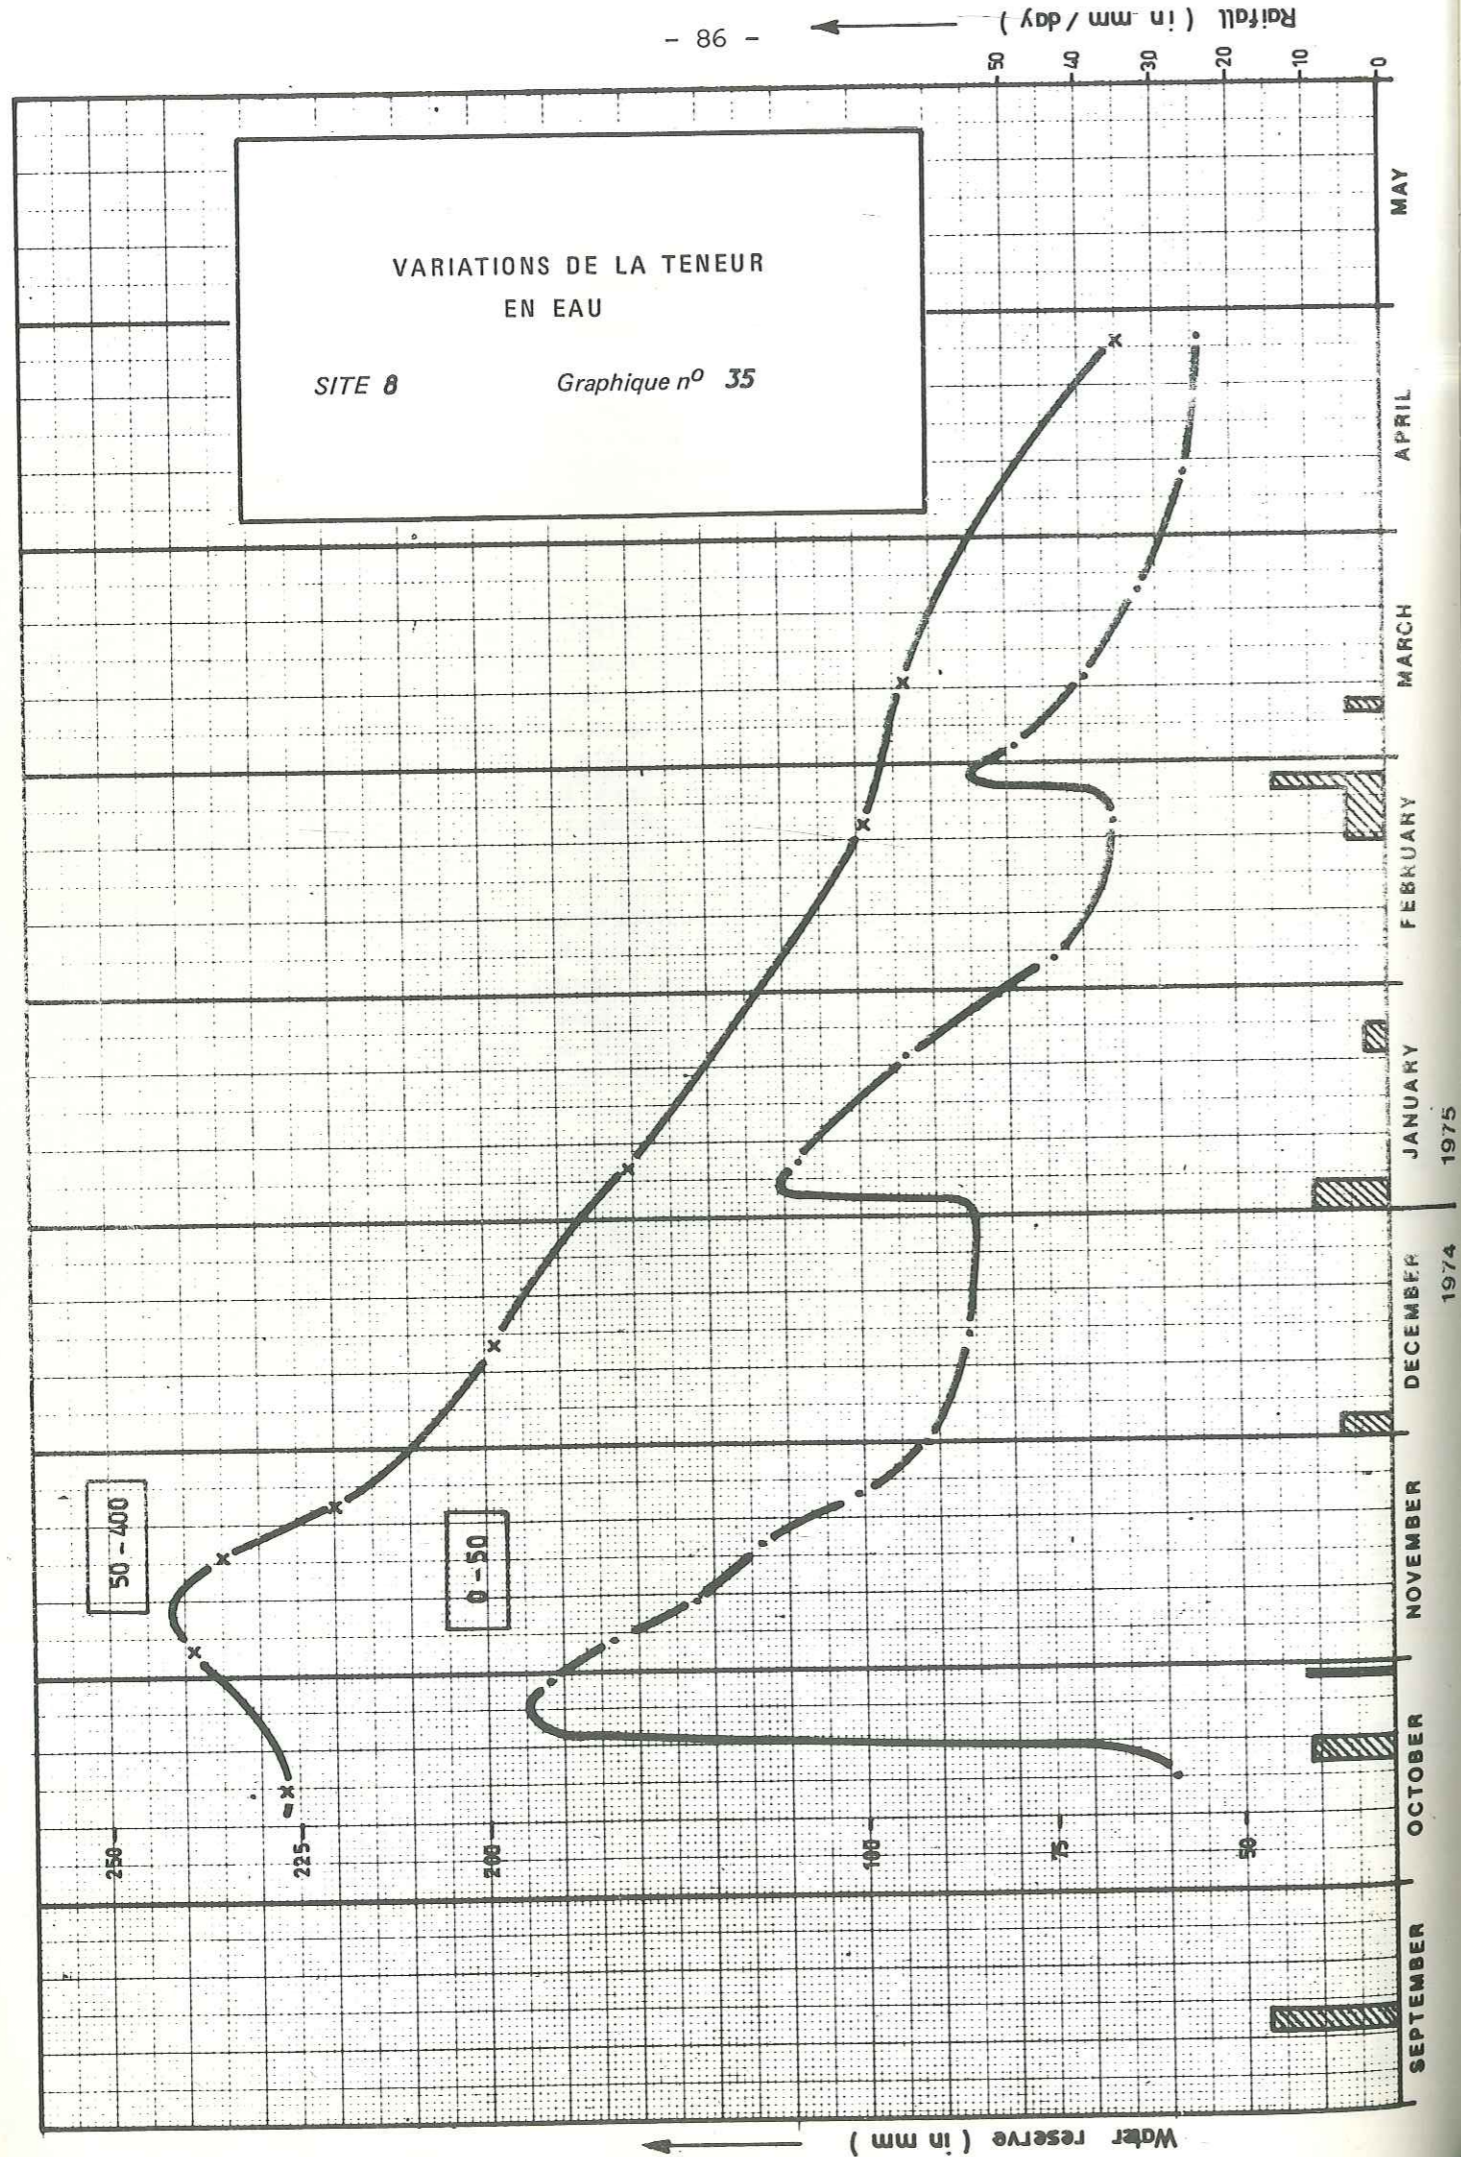 - 86 -
Raifall ( in mm / day )
50
40
30
20
10
0
VARIATIONS DE LA TENEUR
EN EAU
SITE 8 Graphique nº 35
50 - 400
0 - 50
250
225
200
100
75
50
SEPTEMBER
OCTOBER
NOVEMBER
DECEMBER
JANUARY
FEBRUARY
MARCH
APRIL
MAY
1974
1975
Water reserve ( in mm )